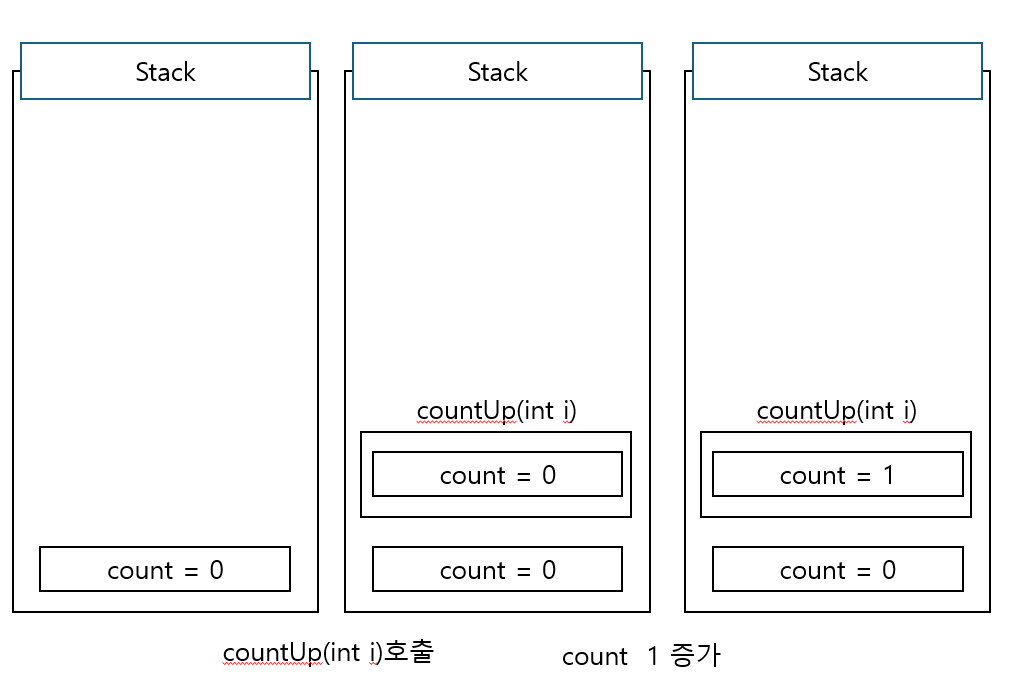 Stack
Stack
Stack
countUp(int i)
countUp(int i)
count = 0
count = 1
count = 0
count = 0
count = 0
countUp(int i)호출
count 1 증가